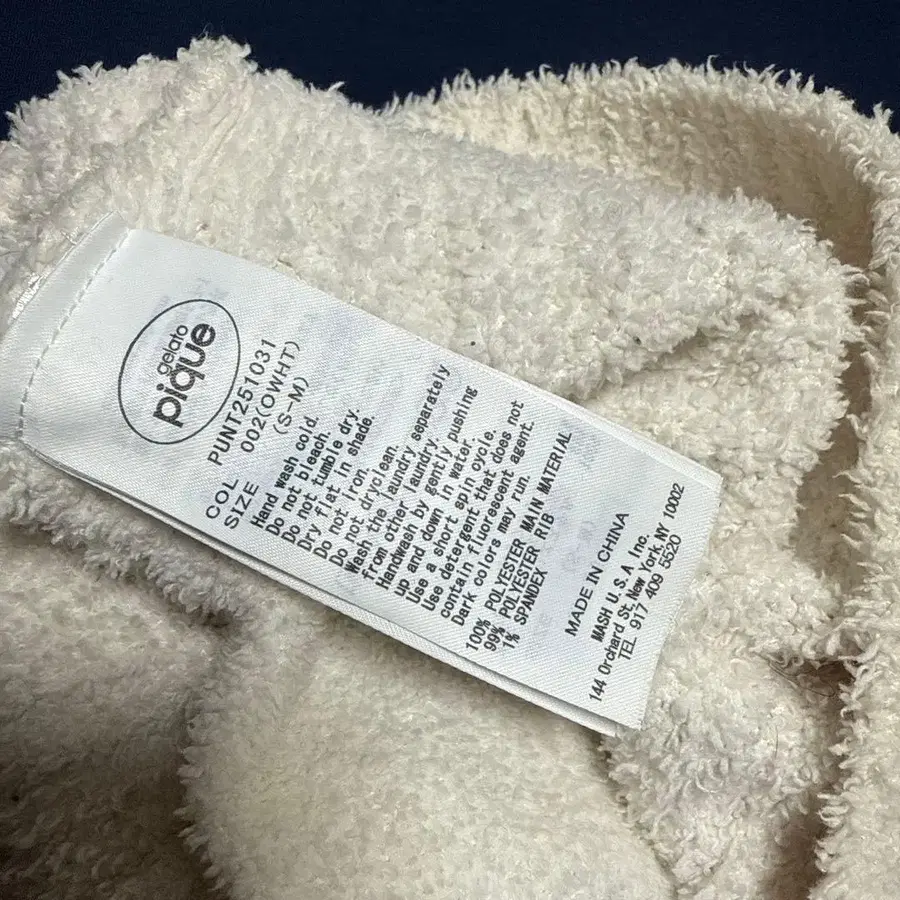 gelato
pique
PUNT251031
COL 002(OWHT)
SIZE (S-M)
Hand wash cold.
Do not bleach.
Do not tumble dry.
Dry flat in shade.
Do not iron.
Do not dryclean.
Wash the laundry separately
from other laundry.
Handwash by gently pushing
up and down in water.
Use a short spin cycle.
Use detergent that does not
contain fluorescent agent.
Dark colors may run.
100% POLYESTER MAIN MATERIAL
99% POLYESTER RIB
1% SPANDEX
MADE IN CHINA
MASH U.S.A Inc.
144 Orchard St, New York, NY 10002
TEL 917 409 5520